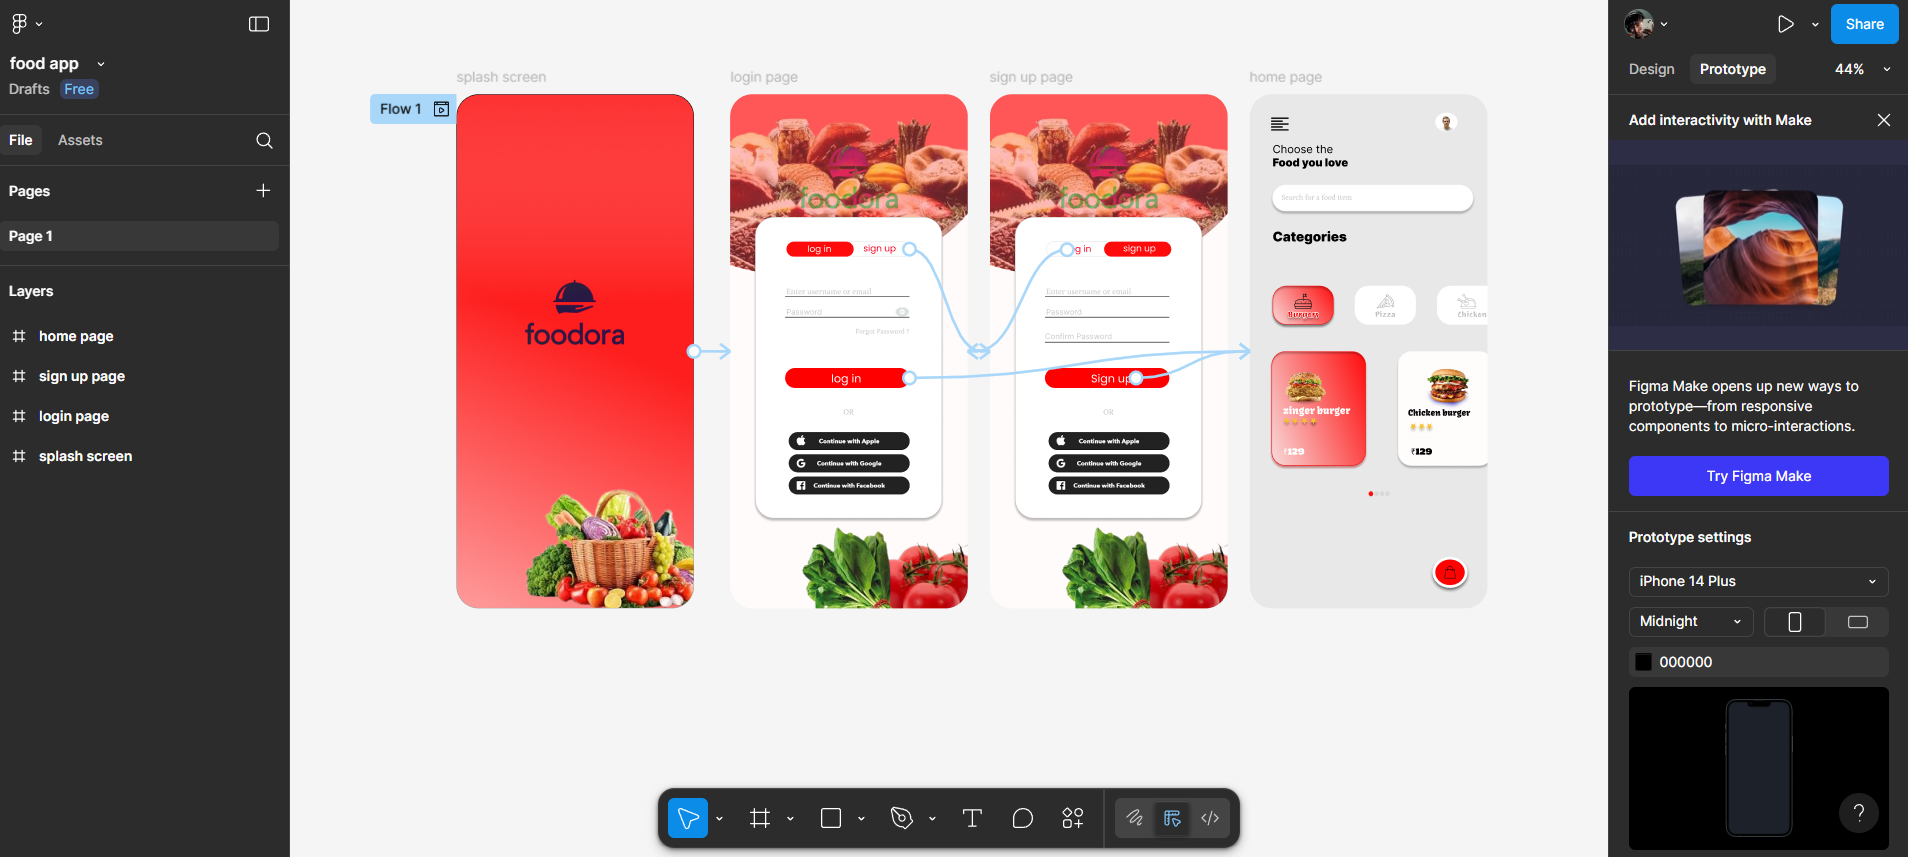 food app
Drafts Free
File Assets
Pages
Page 1
Layers
home page
sign up page
login page
splash screen
Flow 1
splash screen
foodora
login page
foodora
log in sign up
Enter username or email
Password
Forgot Password ?
log in
OR
Continue with Apple
Continue with Google
Continue with Facebook
sign up page
foodora
og in sign up
Enter username or email
Password
Confirm Password
Sign up
OR
Continue with Apple
Continue with Google
Continue with Facebook
home page
Choose the
Food you love
Search for a food item
Categories
Burgers Pizza Chicken
zinger burger
₹129
Chicken burger
₹129
Share
Design Prototype 44%
Add interactivity with Make
Figma Make opens up new ways to
prototype—from responsive
components to micro-interactions.
Try Figma Make
Prototype settings
iPhone 14 Plus
Midnight
000000
?